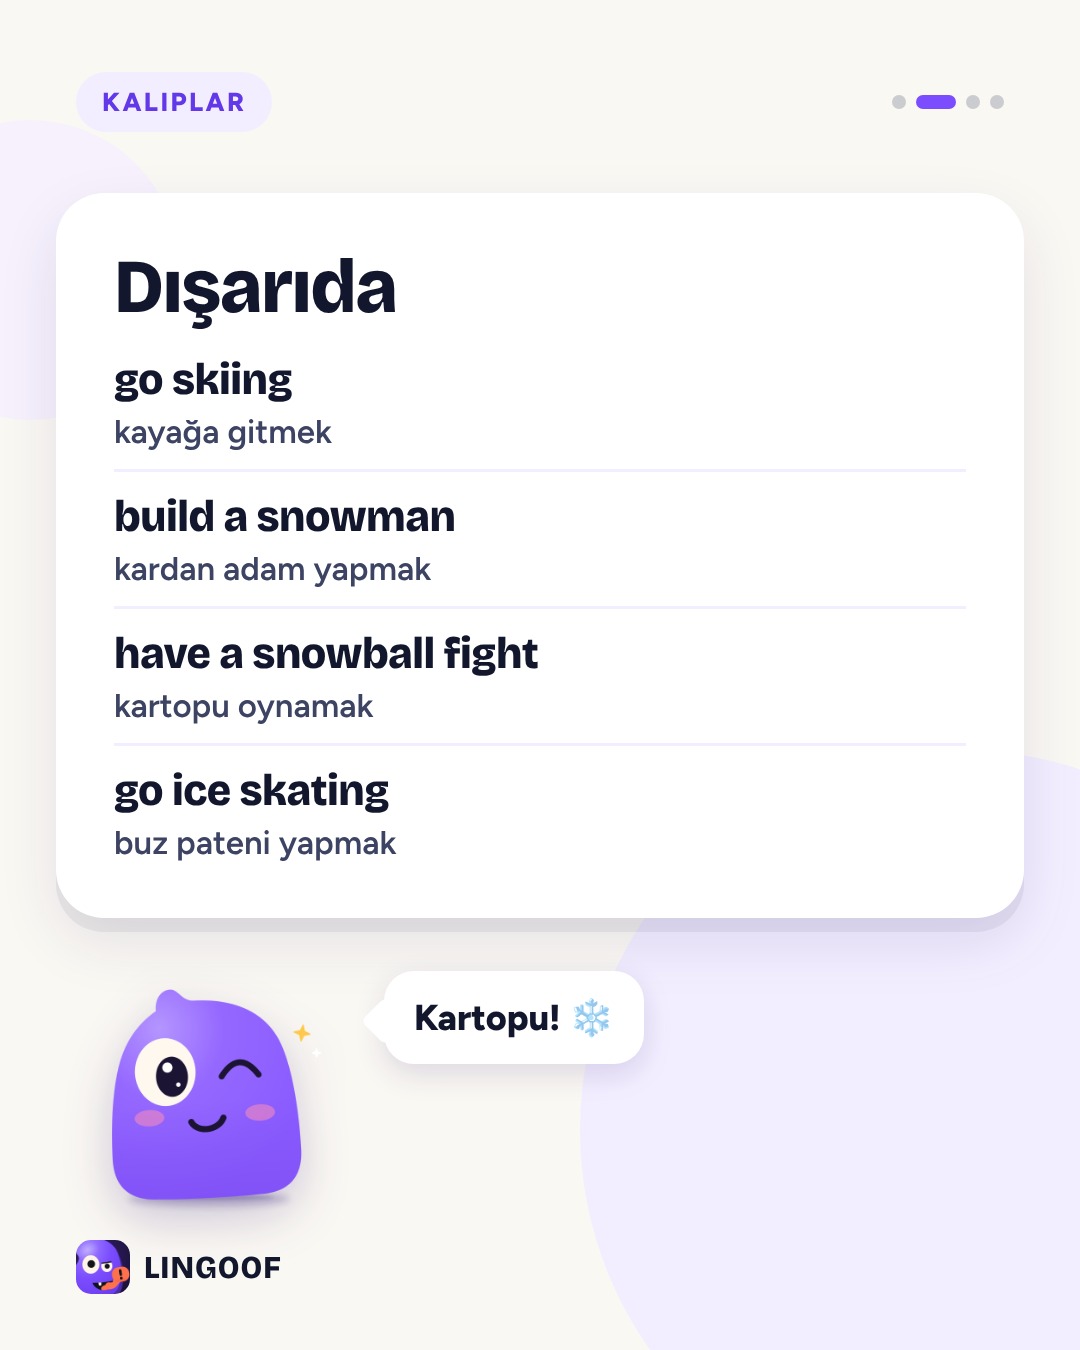 KALIPLAR
Dışarıda
go skiing
kayağa gitmek
build a snowman
kardan adam yapmak
have a snowball fight
kartopu oynamak
go ice skating
buz pateni yapmak
Kartopu! ❄️
LINGOOF